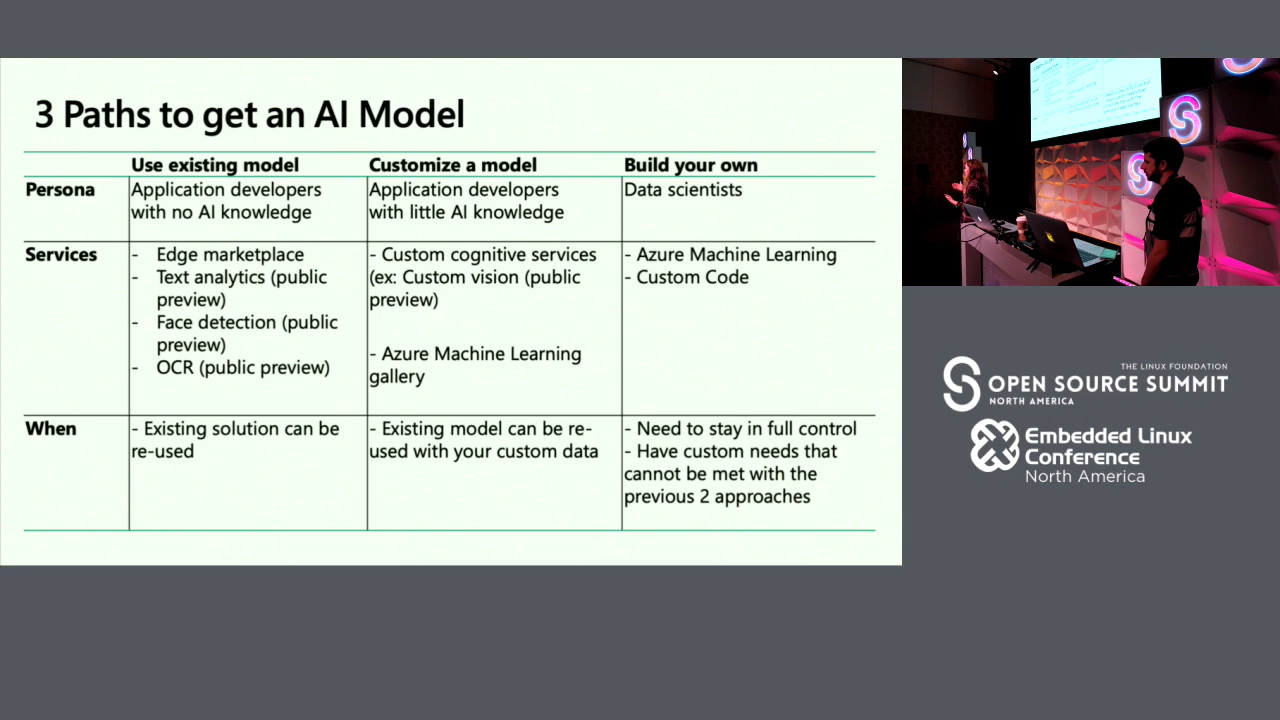 3 Paths to get an AI Model
Use existing model
Customize a model
Build your own
Persona
Application developers
with no AI knowledge
Application developers
with little AI knowledge
Data scientists
Services
- Edge marketplace
- Text analytics (public
preview)
- Face detection (public
preview)
- OCR (public preview)
- Custom cognitive services
(ex: Custom vision (public
preview)
- Azure Machine Learning
gallery
- Azure Machine Learning
- Custom Code
When
- Existing solution can be
re-used
- Existing model can be re-
used with your custom data
- Need to stay in full control
- Have custom needs that
cannot be met with the
previous 2 approaches
THE LINUX FOUNDATION
OPEN SOURCE SUMMIT
NORTH AMERICA
Embedded Linux
Conference
North America